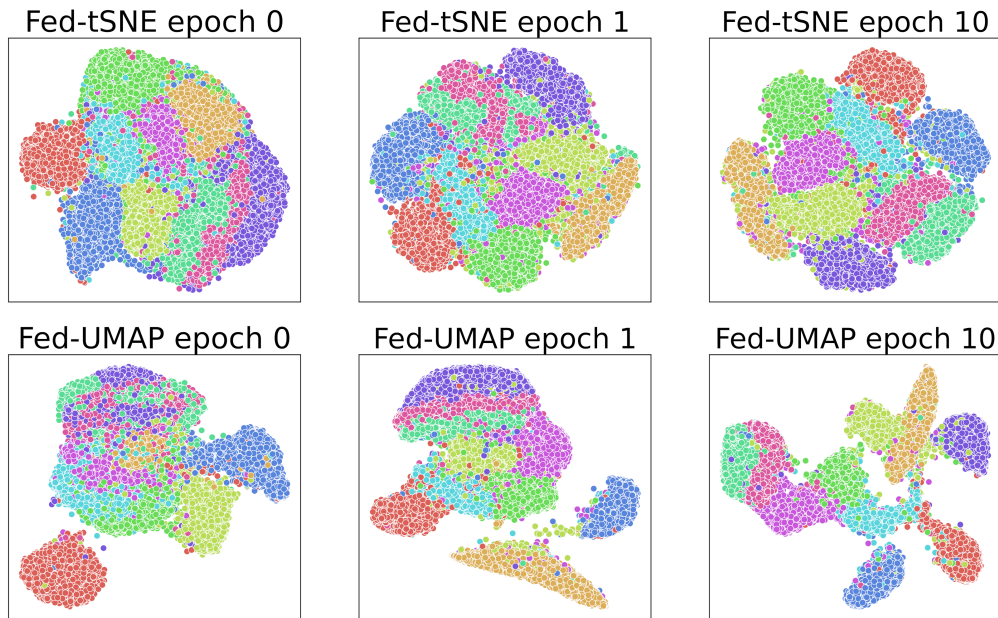 Fed-tSNE epoch 0
Fed-tSNE epoch 1
Fed-tSNE epoch 10
Fed-UMAP epoch 0
Fed-UMAP epoch 1
Fed-UMAP epoch 10